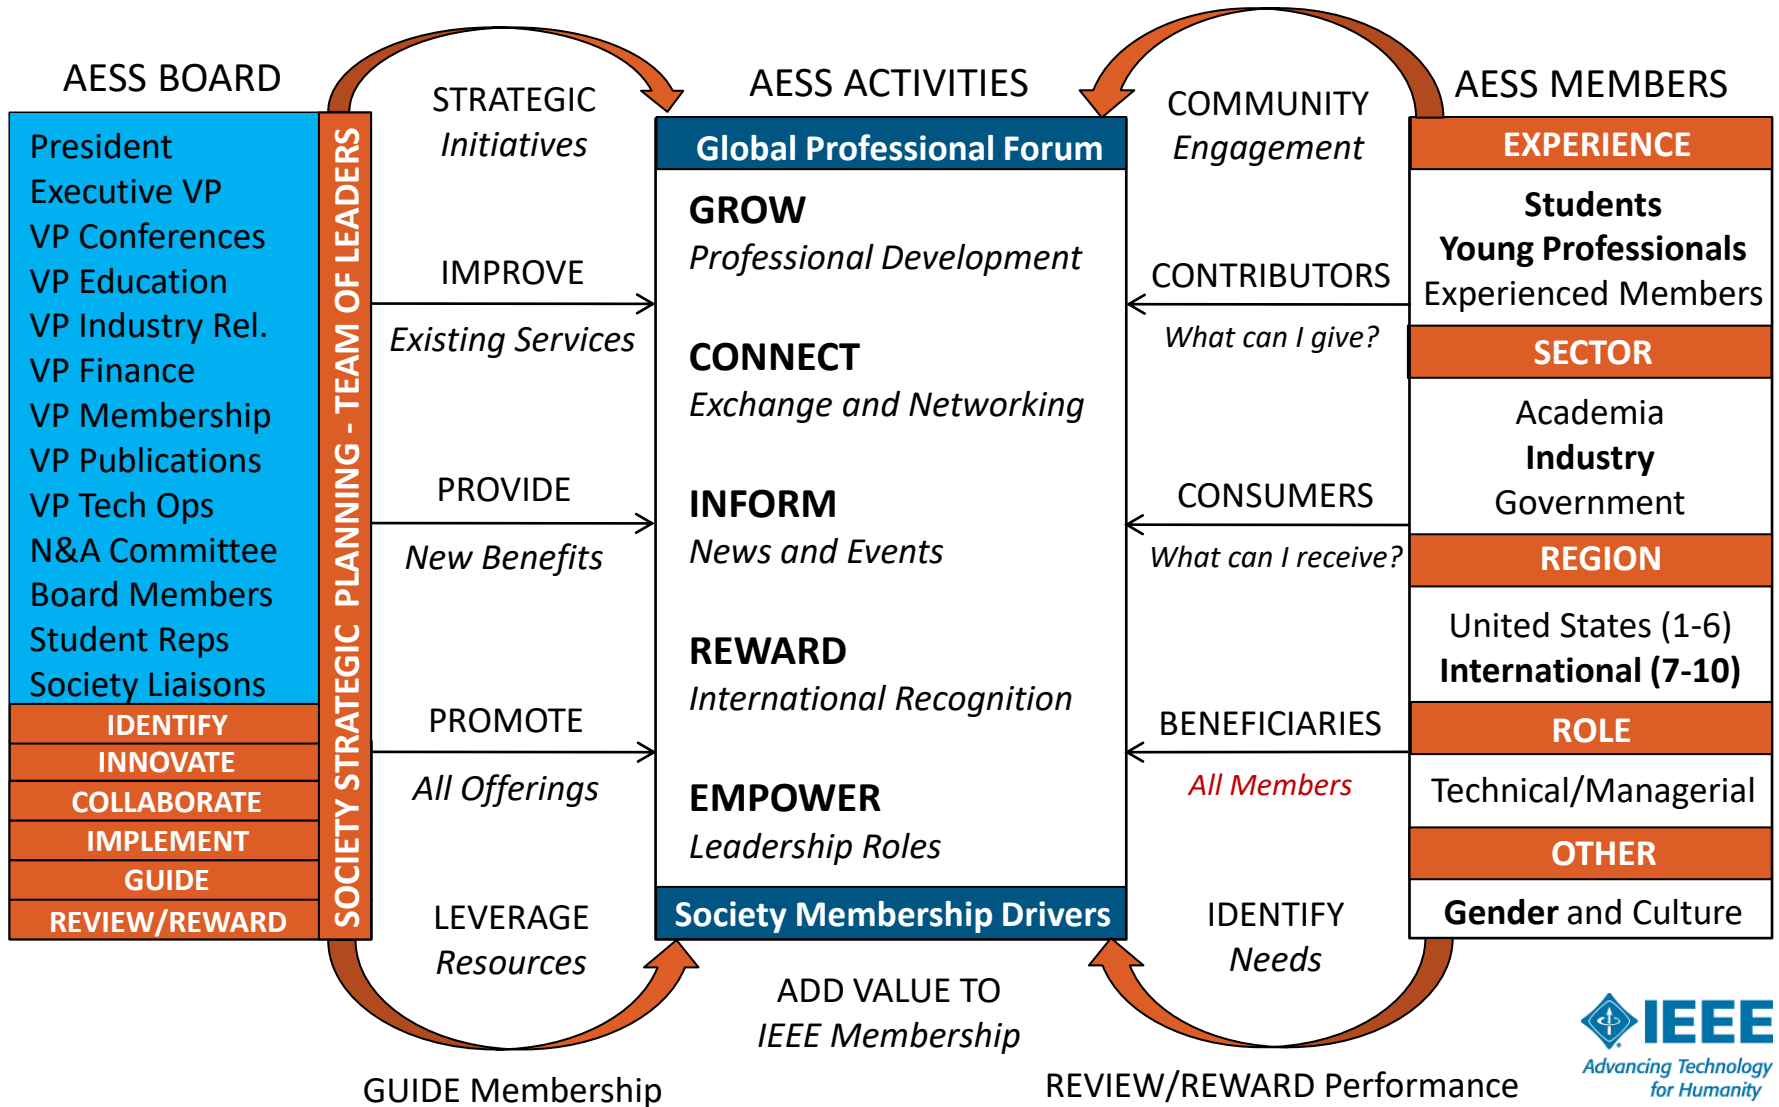 AESS BOARD
President
Executive VP
VP Conferences
VP Education
VP Industry Rel.
VP Finance
VP Membership
VP Publications
VP Tech Ops
N&A Committee
Board Members
Student Reps
Society Liaisons
IDENTIFY
INNOVATE
COLLABORATE
IMPLEMENT
GUIDE
REVIEW/REWARD
SOCIETY STRATEGIC PLANNING - TEAM OF LEADERS
STRATEGIC
Initiatives
IMPROVE
Existing Services
PROVIDE
New Benefits
PROMOTE
All Offerings
LEVERAGE
Resources
GUIDE Membership
AESS ACTIVITIES
Global Professional Forum
GROW
Professional Development
CONNECT
Exchange and Networking
INFORM
News and Events
REWARD
International Recognition
EMPOWER
Leadership Roles
Society Membership Drivers
ADD VALUE TO
IEEE Membership
COMMUNITY
Engagement
CONTRIBUTORS
What can I give?
CONSUMERS
What can I receive?
BENEFICIARIES
All Members
IDENTIFY
Needs
REVIEW/REWARD Performance
AESS MEMBERS
EXPERIENCE
Students
Young Professionals
Experienced Members
SECTOR
Academia
Industry
Government
REGION
United States (1-6)
International (7-10)
ROLE
Technical/Managerial
OTHER
Gender and Culture
IEEE
Advancing Technology
for Humanity